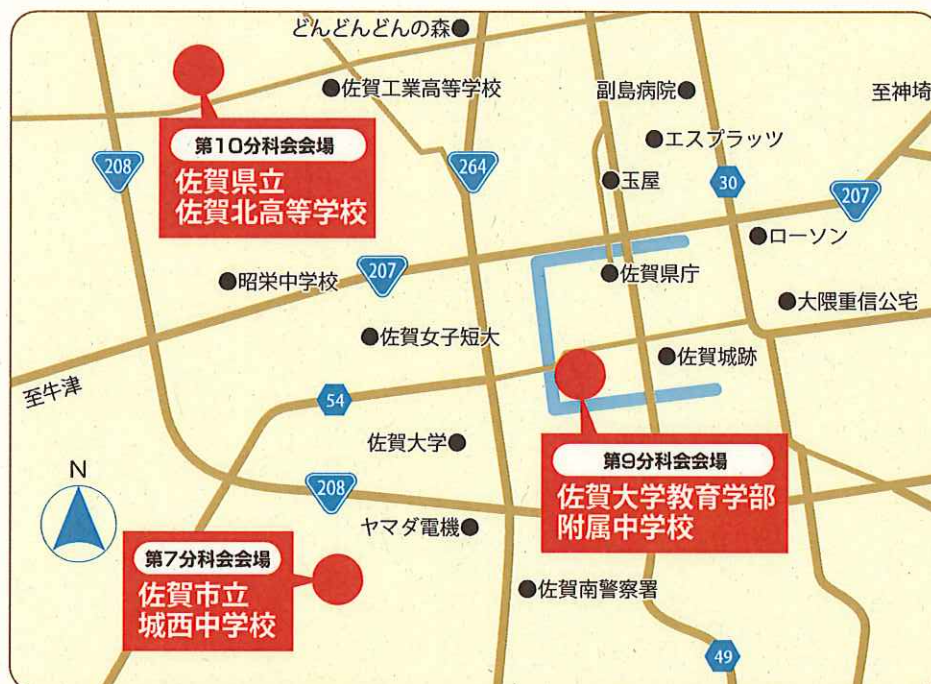 どんどんどんの森
佐賀工業高等学校
副島病院
至神埼
エスプラッツ
第10分科会会場
佐賀県立
佐賀北高等学校
208
264
玉屋
30
207
ローソン
昭栄中学校
207
佐賀県庁
大隈重信公宅
佐賀女子短大
佐賀城跡
至牛津
54
佐賀大学
第9分科会会場
佐賀大学教育学部
附属中学校
N
208
ヤマダ電機
第7分科会会場
佐賀市立
城西中学校
佐賀南警察署
49